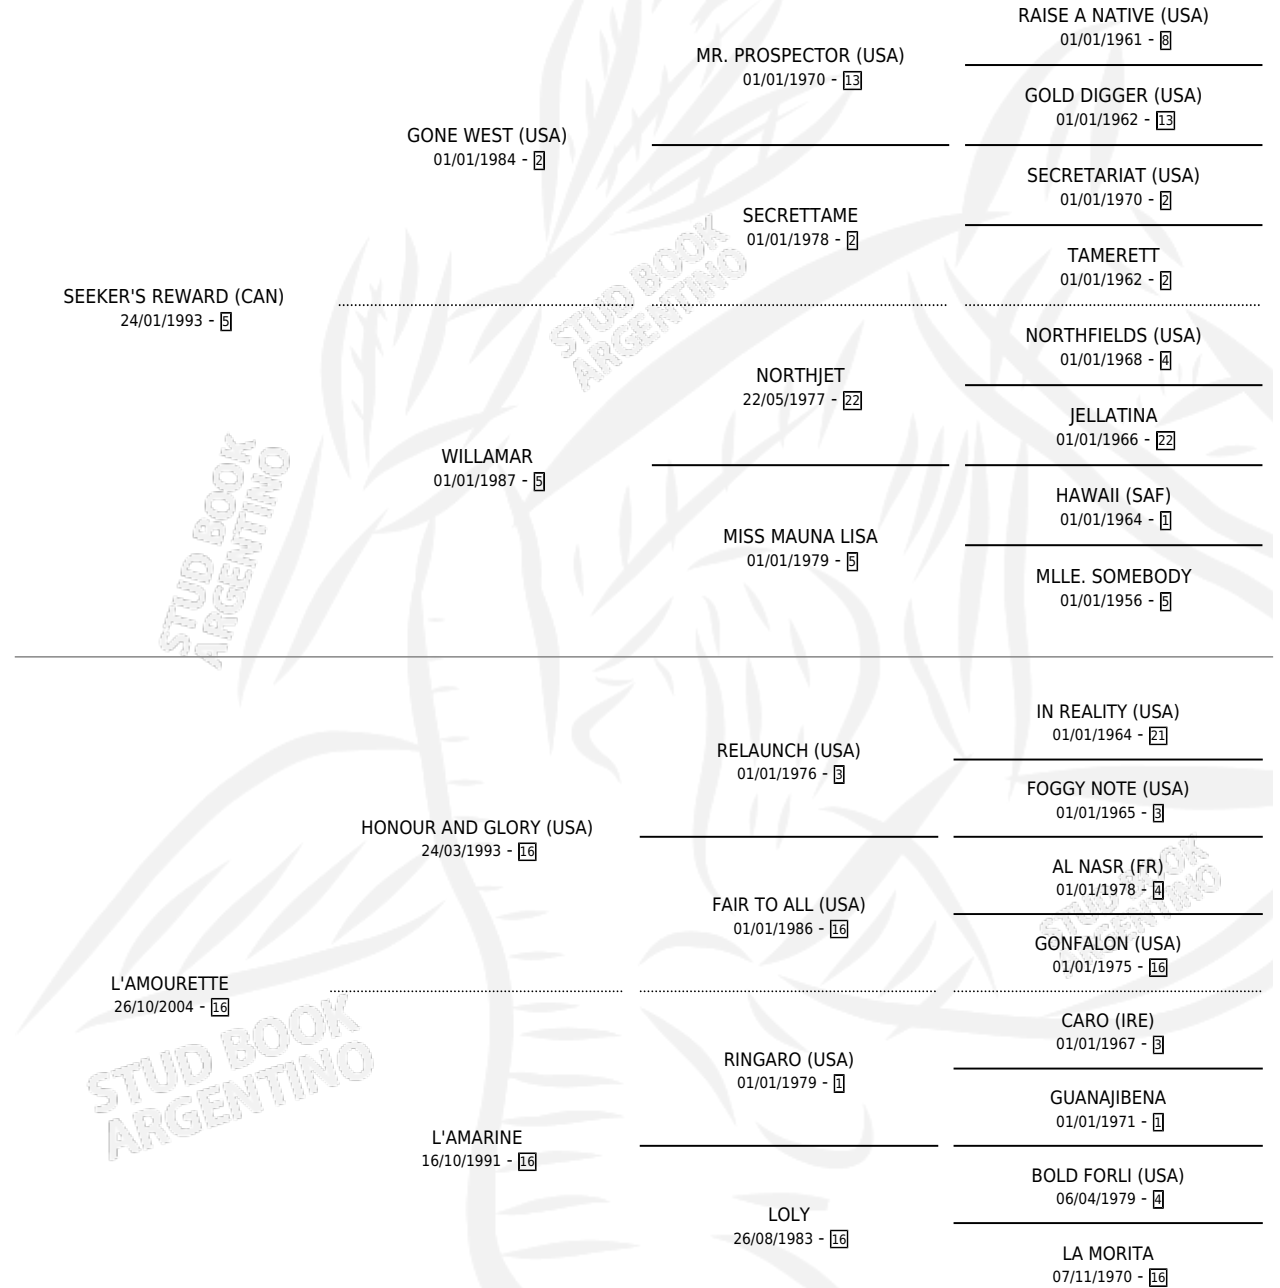 RAISE A NATIVE (USA)
01/01/1961 - 8
MR. PROSPECTOR (USA)
01/01/1970 - 13
GOLD DIGGER (USA)
01/01/1962 - 13
GONE WEST (USA)
01/01/1984 - 2
SECRETARIAT (USA)
01/01/1970 - 2
SECRETTAME
01/01/1978 - 2
TAMERETT
01/01/1962 - 2
SEEKER'S REWARD (CAN)
24/01/1993 - 5
NORTHFIELDS (USA)
01/01/1968 - 4
NORTHJET
22/05/1977 - 22
JELLATINA
01/01/1966 - 22
WILLAMAR
01/01/1987 - 5
HAWAII (SAF)
01/01/1964 - 1
MISS MAUNA LISA
01/01/1979 - 5
MLLE. SOMEBODY
01/01/1956 - 5
IN REALITY (USA)
01/01/1964 - 21
RELAUNCH (USA)
01/01/1976 - 3
FOGGY NOTE (USA)
01/01/1965 - 3
HONOUR AND GLORY (USA)
24/03/1993 - 16
AL NASR (FR)
01/01/1978 - 4
FAIR TO ALL (USA)
01/01/1986 - 16
GONFALON (USA)
01/01/1975 - 16
L'AMOURETTE
26/10/2004 - 16
CARO (IRE)
01/01/1967 - 3
RINGARO (USA)
01/01/1979 - 1
GUANAJIBENA
01/01/1971 - 1
L'AMARINE
16/10/1991 - 16
BOLD FORLI (USA)
06/04/1979 - 4
LOLY
26/08/1983 - 16
LA MORITA
07/11/1970 - 16
STUD BOOK
ARGENTINO
STUD BOOK
ARGENTINO
STUD BOOK
ARGENTINO
STUD BOOK
ARGENTINO